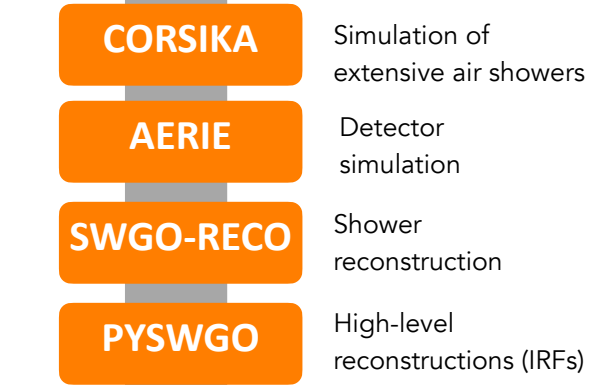 CORSIKA
Simulation of
extensive air showers
AERIE
Detector
simulation
SWGO-RECO
Shower
reconstruction
PYSWGO
High-level
reconstructions (IRFs)